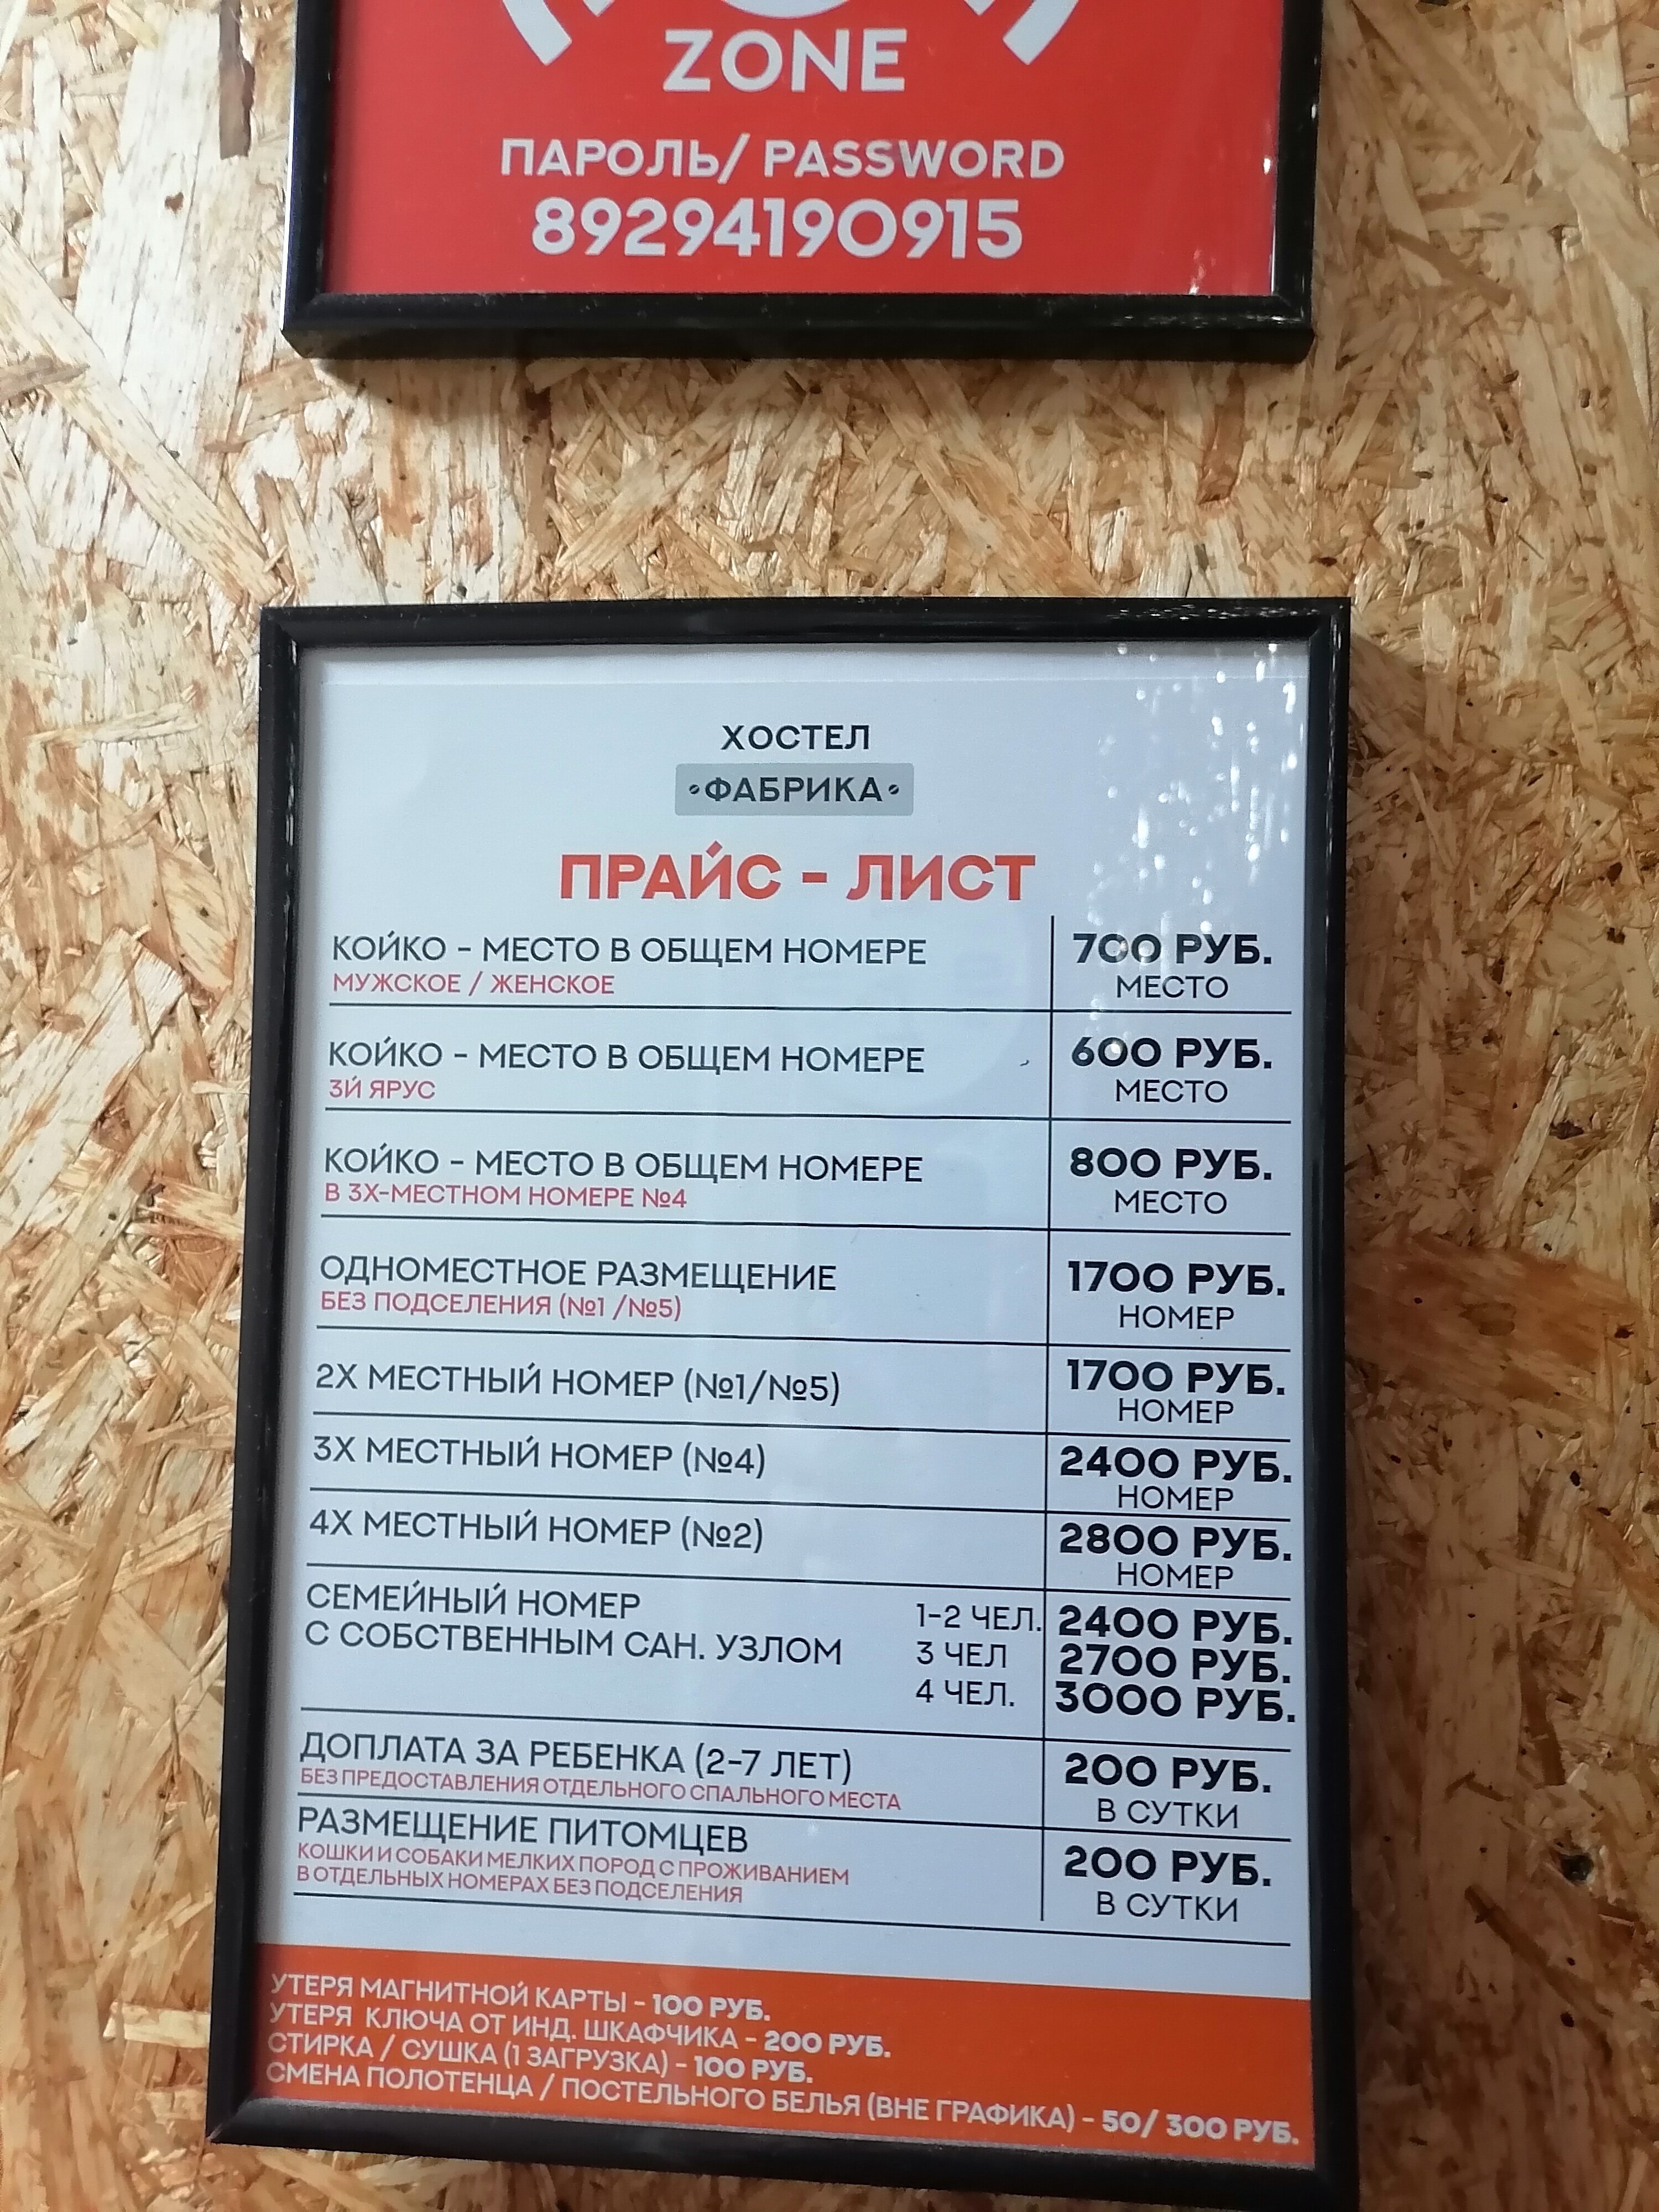 ZONE
ПАРОЛЬ/ PASSWORD
89294190915
ХОСТЕЛ
•ФАБРИКА•
ПРАЙС - ЛИСТ
КОЙКО - МЕСТО В ОБЩЕМ НОМЕРЕ 700 РУБ.
МУЖСКОЕ / ЖЕНСКОЕ МЕСТО
КОЙКО - МЕСТО В ОБЩЕМ НОМЕРЕ 600 РУБ.
3Й ЯРУС МЕСТО
КОЙКО - МЕСТО В ОБЩЕМ НОМЕРЕ 800 РУБ.
В 3Х-МЕСТНОМ НОМЕРЕ №4 МЕСТО
ОДНОМЕСТНОЕ РАЗМЕЩЕНИЕ 1700 РУБ.
БЕЗ ПОДСЕЛЕНИЯ (№1 /№5) НОМЕР
2Х МЕСТНЫЙ НОМЕР (№1/№5) 1700 РУБ.
НОМЕР
3Х МЕСТНЫЙ НОМЕР (№4) 2400 РУБ.
НОМЕР
4Х МЕСТНЫЙ НОМЕР (№2) 2800 РУБ.
НОМЕР
СЕМЕЙНЫЙ НОМЕР 1-2 ЧЕЛ. 2400 РУБ.
С СОБСТВЕННЫМ САН. УЗЛОМ 3 ЧЕЛ 2700 РУБ.
4 ЧЕЛ. 3000 РУБ.
ДОПЛАТА ЗА РЕБЕНКА (2-7 ЛЕТ) 200 РУБ.
БЕЗ ПРЕДОСТАВЛЕНИЯ ОТДЕЛЬНОГО СПАЛЬНОГО МЕСТА В СУТКИ
РАЗМЕЩЕНИЕ ПИТОМЦЕВ 200 РУБ.
КОШКИ И СОБАКИ МЕЛКИХ ПОРОД С ПРОЖИВАНИЕМ В СУТКИ
В ОТДЕЛЬНЫХ НОМЕРАХ БЕЗ ПОДСЕЛЕНИЯ
УТЕРЯ МАГНИТНОЙ КАРТЫ - 100 РУБ.
УТЕРЯ КЛЮЧА ОТ ИНД. ШКАФЧИКА - 200 РУБ.
СТИРКА / СУШКА (1 ЗАГРУЗКА) - 100 РУБ.
СМЕНА ПОЛОТЕНЦА / ПОСТЕЛЬНОГО БЕЛЬЯ (ВНЕ ГРАФИКА) - 50/ 300 РУБ.